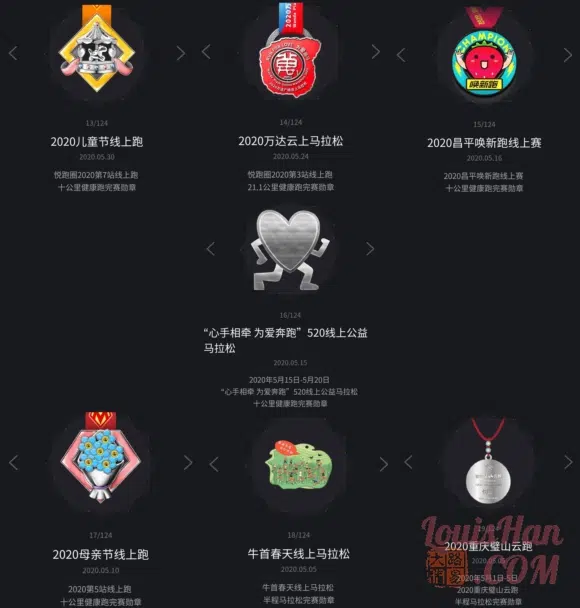 13/124
2020儿童节线上跑
2020.05.30
悦跑圈2020第7站线上跑
十公里健康跑完赛勋章
14/124
2020万达云上马拉松
2020.05.24
悦跑圈2020第3站线上跑
21.1公里健康跑完赛勋章
CHAMPION
唤新跑
15/124
2020昌平唤新跑线上赛
2020.05.16
2020昌平唤新跑线上赛
十公里健康跑完赛勋章
16/124
“心手相牵 为爱奔跑”520线上公益
马拉松
2020.05.15
2020年5月15日-5月20日
“心手相牵 为爱奔跑”520线上公益马拉松
十公里健康跑完赛勋章
17/124
2020母亲节线上跑
2020.05.10
2020第5站线上跑
十公里健康跑完赛勋章
18/124
牛首春天线上马拉松
2020.05.05
牛首春天线上马拉松
半程马拉松完赛勋章
19/124
2020重庆璧山云跑
2020年5月1日-5日
2020重庆璧山云跑
半程马拉松完赛勋章
LouisHan
.COM